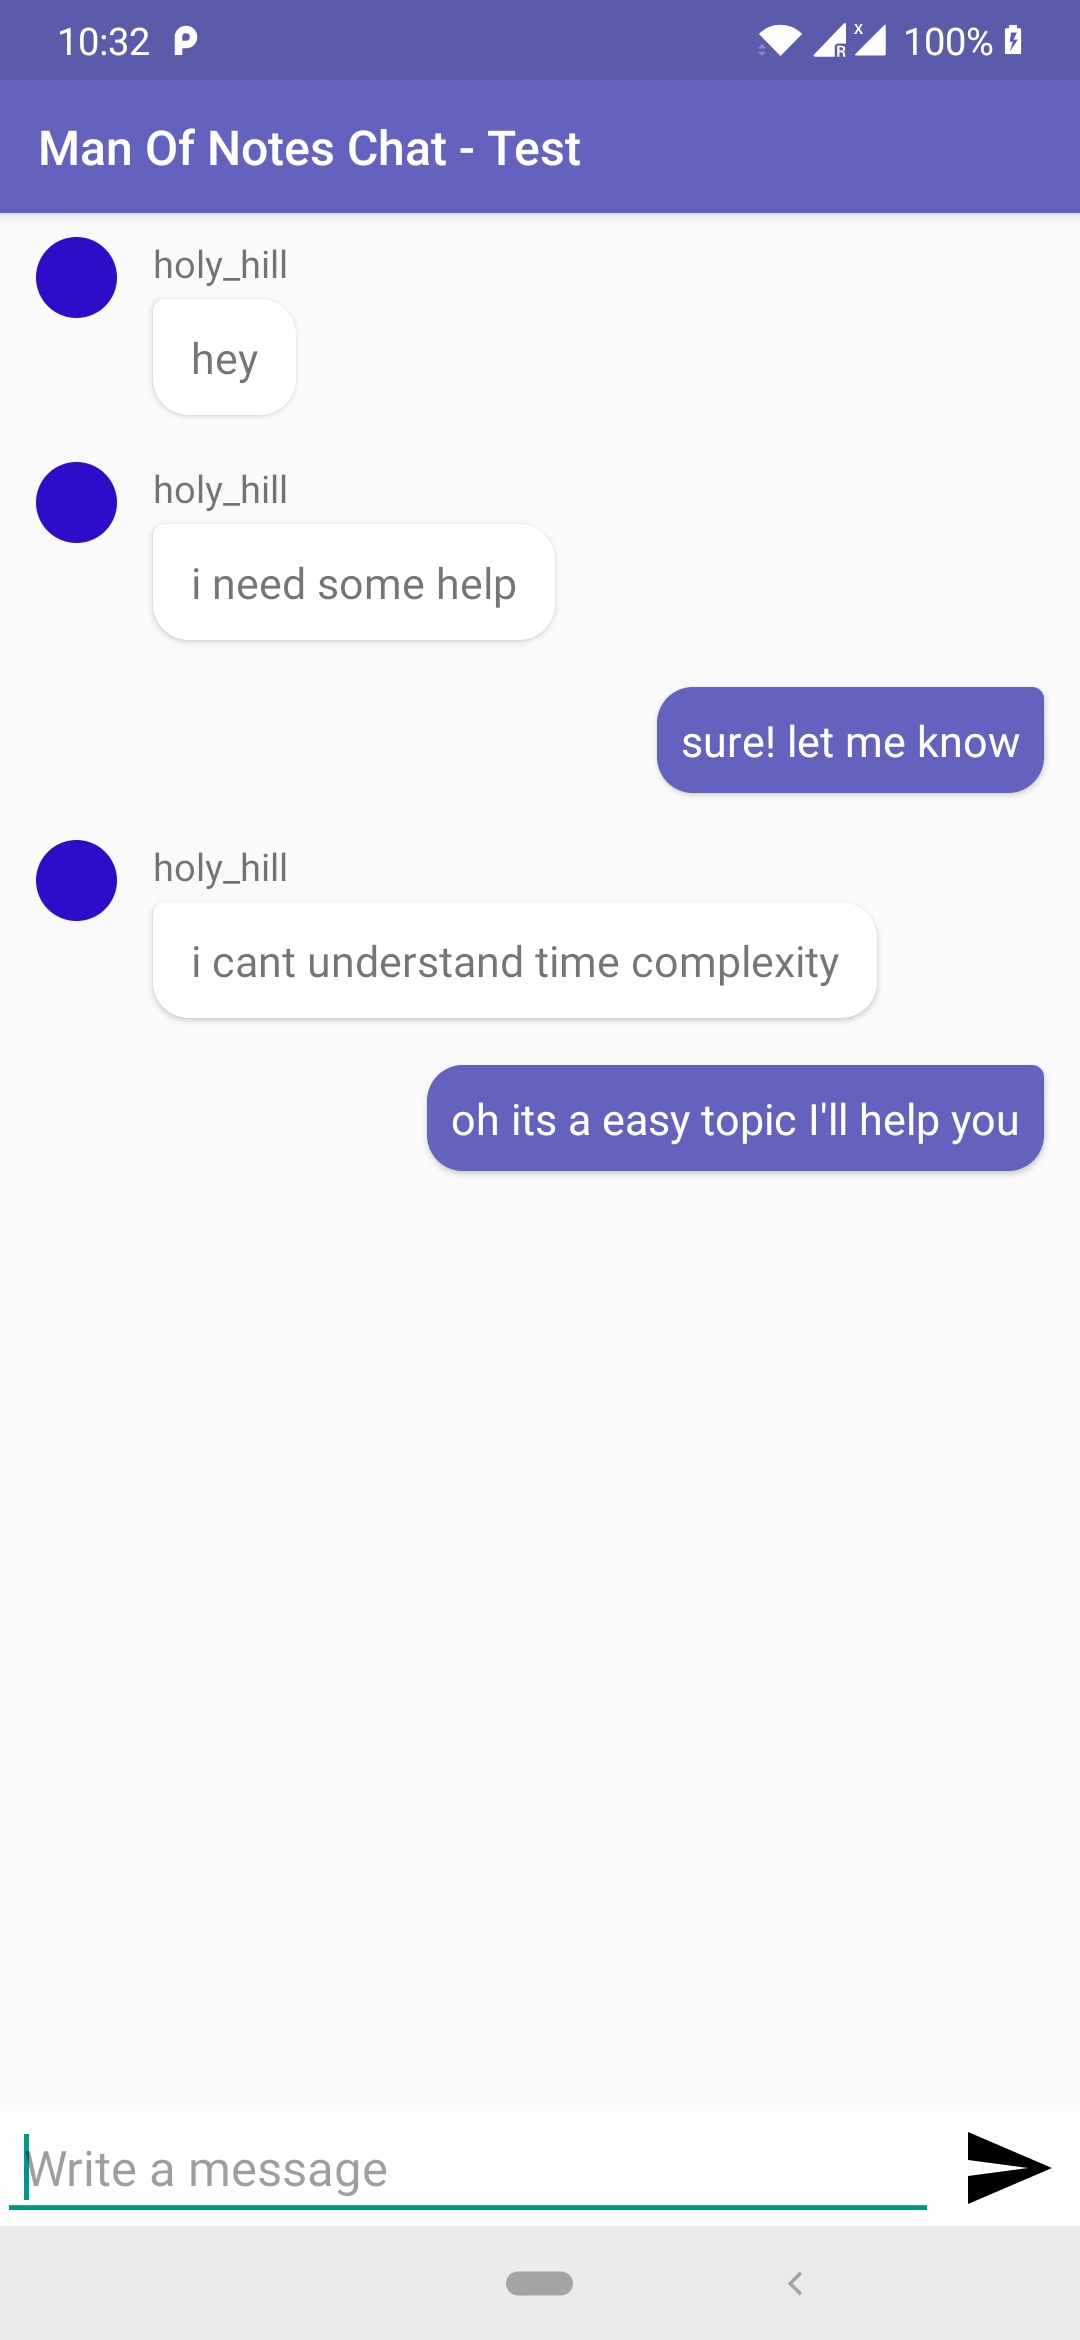 10:32 P R x 100%
Man Of Notes Chat - Test
holy_hill
hey
holy_hill
i need some help
sure! let me know
holy_hill
i cant understand time complexity
oh its a easy topic I'll help you
Write a message